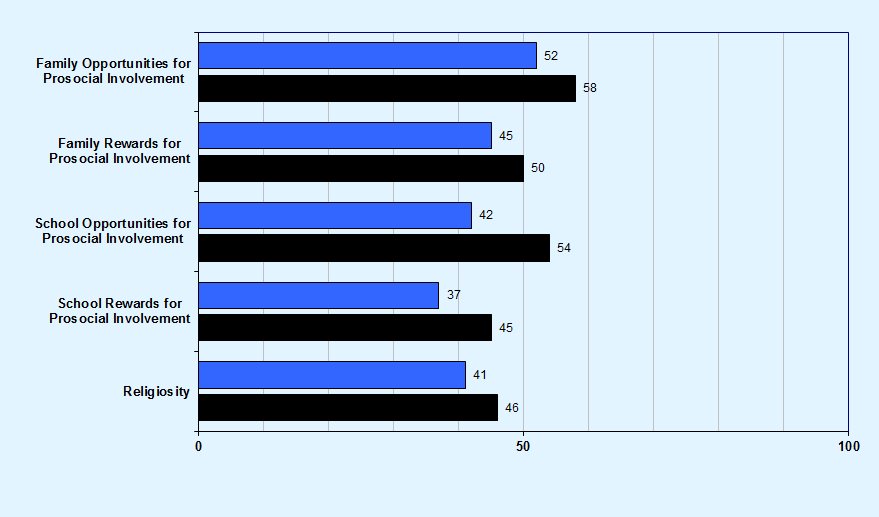 Family Opportunities for
Prosocial Involvement
52
58
Family Rewards for
Prosocial Involvement
45
50
School Opportunities for
Prosocial Involvement
42
54
School Rewards for
Prosocial Involvement
37
45
Religiosity
41
46
0 50 100